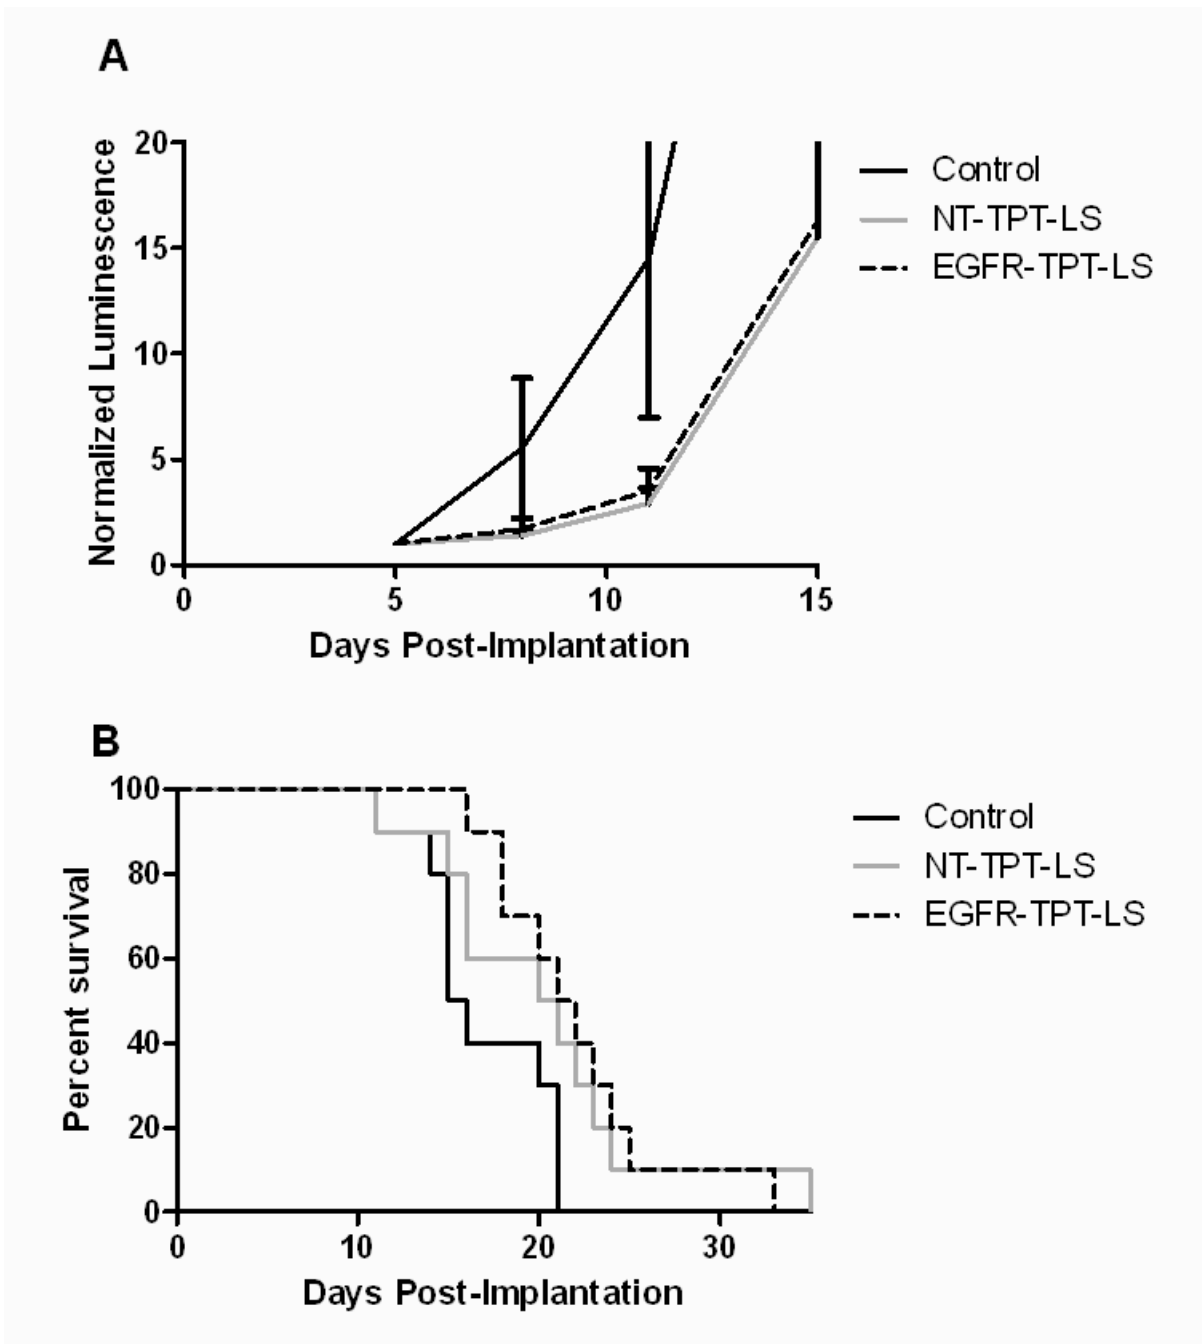 A
Normalized Luminescence
20
15
10
5
0
0 5 10 15
Days Post-Implantation
Control
NT-TPT-LS
EGFR-TPT-LS
B
Percent survival
100
80
60
40
20
0
0 10 20 30
Days Post-Implantation
Control
NT-TPT-LS
EGFR-TPT-LS